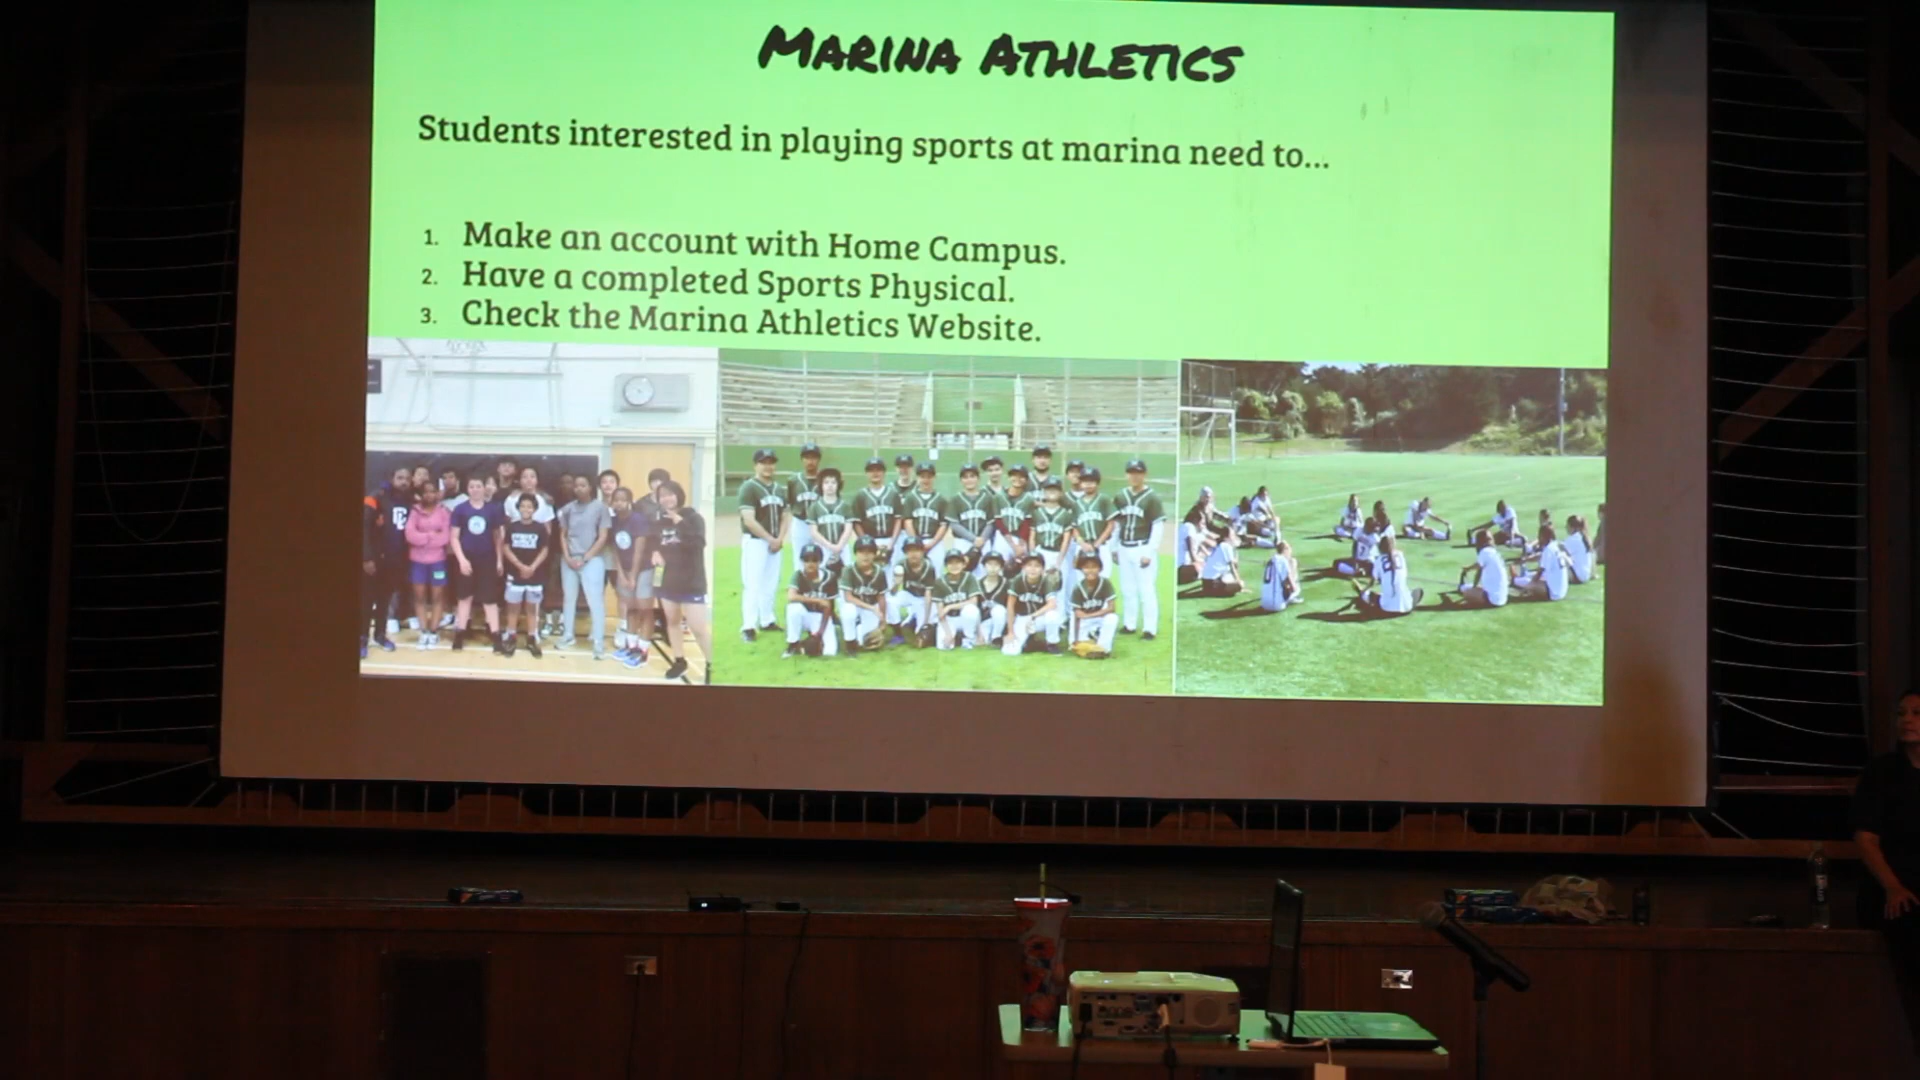 Marina Athletics
Students interested in playing sports at marina need to...
1. Make an account with Home Campus.
2. Have a completed Sports Physical.
3. Check the Marina Athletics Website.